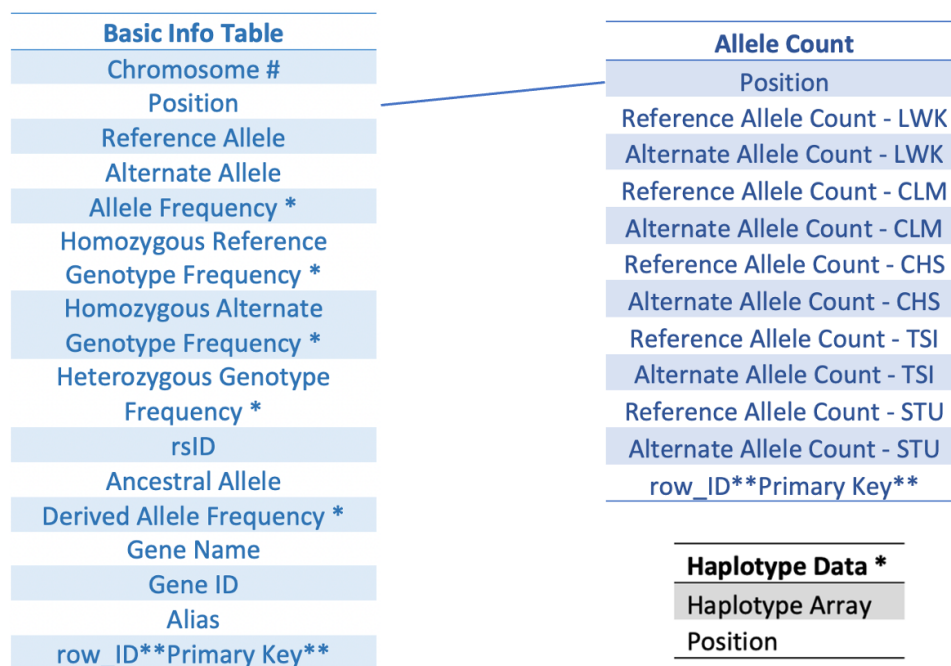 Basic Info Table
Chromosome #
Position
Reference Allele
Alternate Allele
Allele Frequency *
Homozygous Reference
Genotype Frequency *
Homozygous Alternate
Genotype Frequency *
Heterozygous Genotype
Frequency *
rsID
Ancestral Allele
Derived Allele Frequency *
Gene Name
Gene ID
Alias
row_ID**Primary Key**
Allele Count
Position
Reference Allele Count - LWK
Alternate Allele Count - LWK
Reference Allele Count - CLM
Alternate Allele Count - CLM
Reference Allele Count - CHS
Alternate Allele Count - CHS
Reference Allele Count - TSI
Alternate Allele Count - TSI
Reference Allele Count - STU
Alternate Allele Count - STU
row_ID**Primary Key**
Haplotype Data *
Haplotype Array
Position